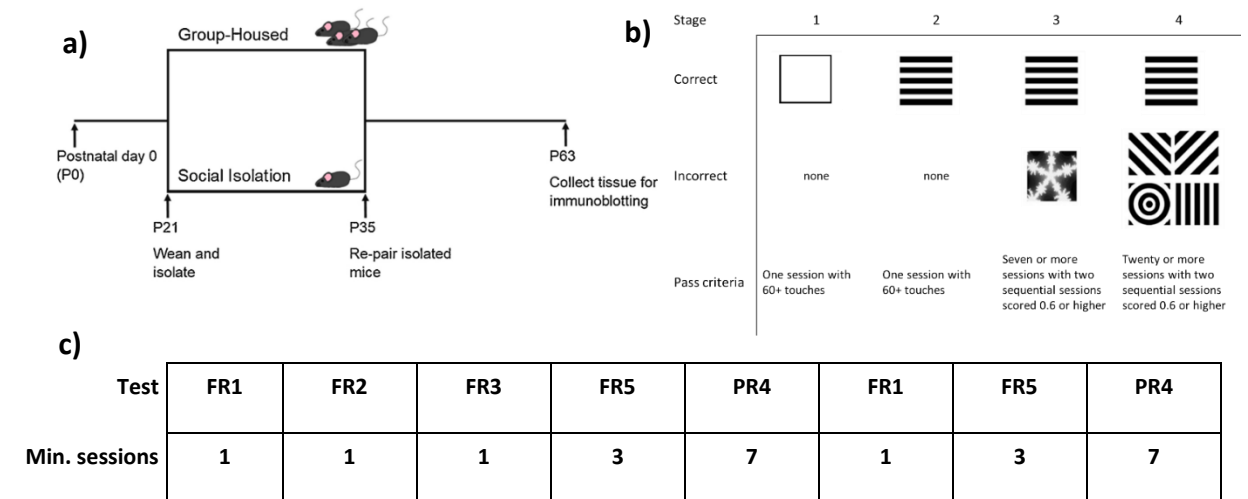 a)
Group-Housed
Postnatal day 0
(P0)
Social Isolation
P21
Wean and
isolate
P35
Re-pair isolated
mice
P63
Collect tissue for
immunoblotting
b)
Stage 1 2 3 4
Correct
Incorrect none none
Pass criteria
One session with
60+ touches
One session with
60+ touches
Seven or more
sessions with two
sequential sessions
scored 0.6 or higher
Twenty or more
sessions with two
sequential sessions
scored 0.6 or higher
c)
Test FR1 FR2 FR3 FR5 PR4 FR1 FR5 PR4
Min. sessions 1 1 1 3 7 1 3 7